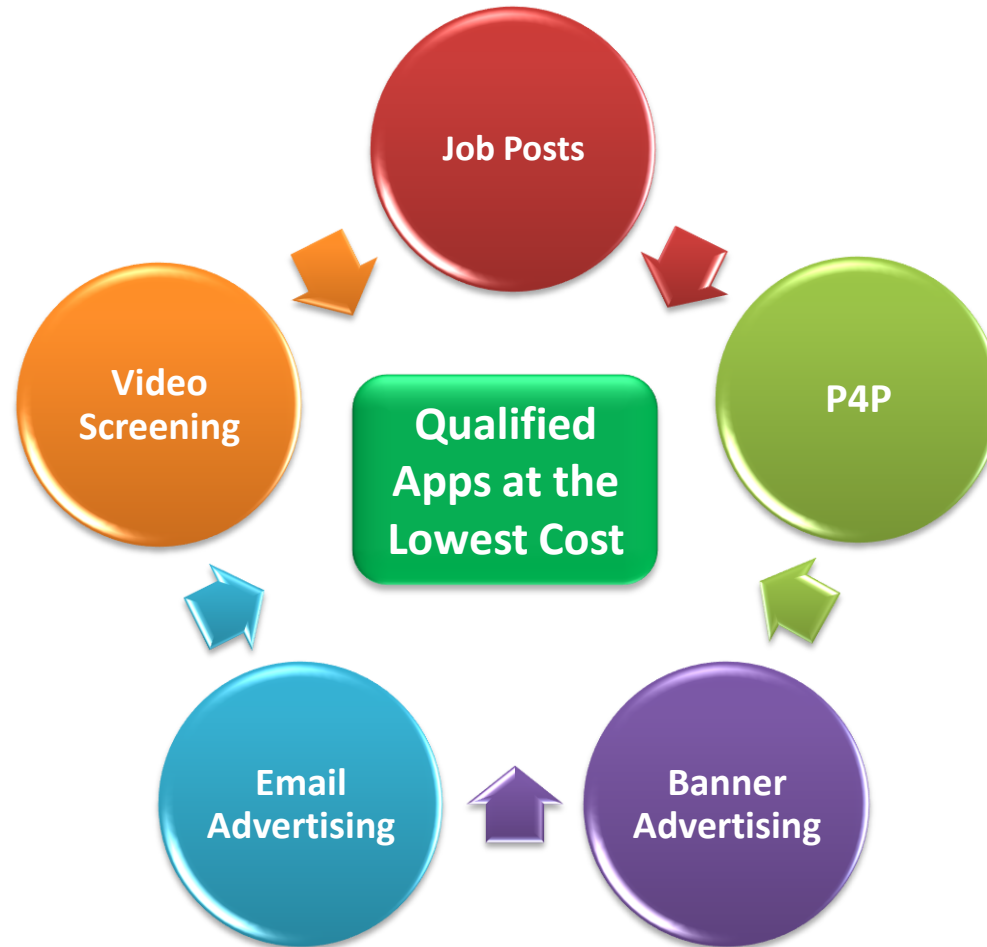 Job Posts
Video
Screening
P4P
Qualified
Apps at the
Lowest Cost
Email
Advertising
Banner
Advertising